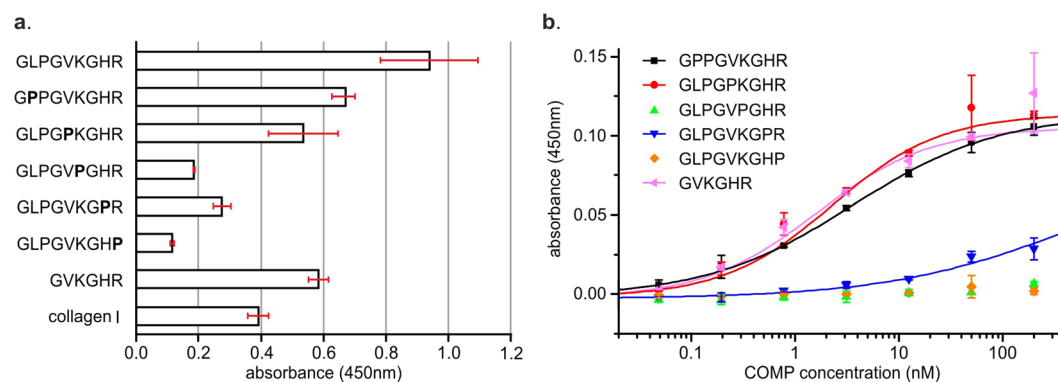 a.
GLPGVKGHR
GPPGVKGHR
GLPGPKGHR
GLPGVPGHR
GLPGVKGPR
GLPGVKGHP
GVKGHR
collagen I
0.0 0.2 0.4 0.6 0.8 1.0 1.2
absorbance (450nm)
b.
absorbance (450nm)
0.15
0.10
0.05
0.00
GPPGVKGHR
GLPGPKGHR
GLPGVPGHR
GLPGVKGPR
GLPGVKGHP
GVKGHR
0.1 1 10 100
COMP concentration (nM)